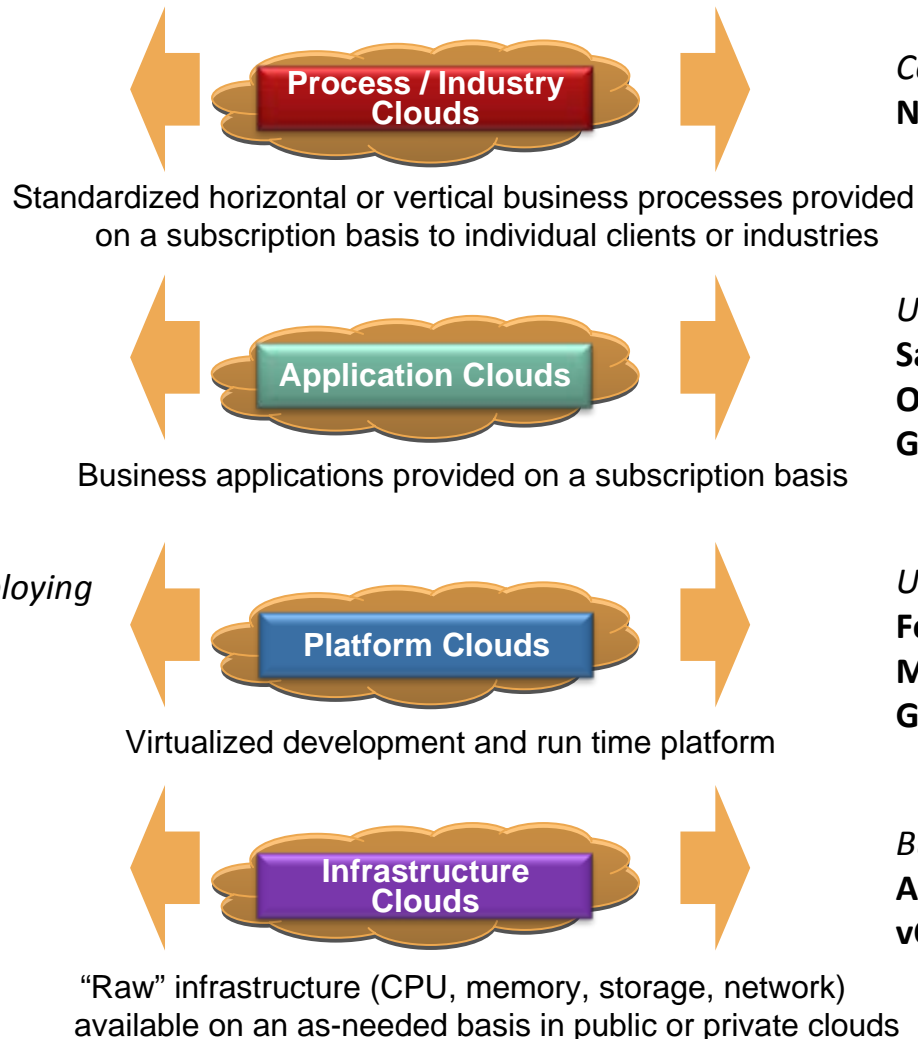 Process / Industry
Clouds
Standardized horizontal or vertical business processes provided
on a subscription basis to individual clients or industries
Application Clouds
Business applications provided on a subscription basis
Platform Clouds
Virtualized development and run time platform
Infrastructure
Clouds
“Raw” infrastructure (CPU, memory, storage, network)
available on an as-needed basis in public or private clouds